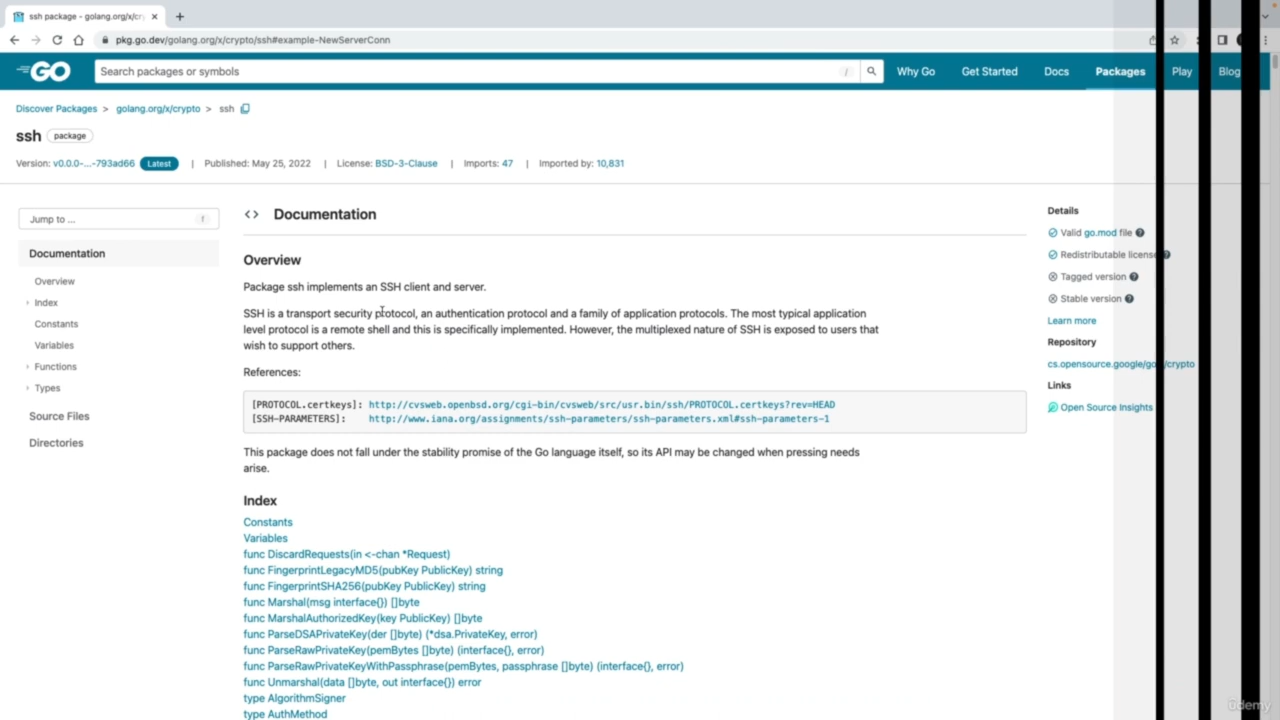 ssh package - golang.org/x/cr
pkg.go.dev/golang.org/x/crypto/ssh#example-NewServerConn
GO
Search packages or symbols
/
Why Go
Get Started
Docs
Packages
Play
Blog
Discover Packages > golang.org/x/crypto > ssh
ssh package
Version: v0.0.0-...-793ad66 Latest | Published: May 25, 2022 | License: BSD-3-Clause | Imports: 47 | Imported by: 10,831
Jump to ... f
Documentation
Overview
Index
Constants
Variables
Functions
Types
Source Files
Directories
<> Documentation
Overview
Package ssh implements an SSH client and server.
SSH is a transport security protocol, an authentication protocol and a family of application protocols. The most typical application
level protocol is a remote shell and this is specifically implemented. However, the multiplexed nature of SSH is exposed to users that
wish to support others.
References:
[PROTOCOL.certkeys]: http://cvsweb.openbsd.org/cgi-bin/cvsweb/src/usr.bin/ssh/PROTOCOL.certkeys?rev=HEAD
[SSH-PARAMETERS]: http://www.iana.org/assignments/ssh-parameters/ssh-parameters.xml#ssh-parameters-1
This package does not fall under the stability promise of the Go language itself, so its API may be changed when pressing needs
arise.
Index
Constants
Variables
func DiscardRequests(in <-chan *Request)
func FingerprintLegacyMD5(pubKey PublicKey) string
func FingerprintSHA256(pubKey PublicKey) string
func Marshal(msg interface{}) []byte
func MarshalAuthorizedKey(key PublicKey) []byte
func ParseDSAPrivateKey(der []byte) (*dsa.PrivateKey, error)
func ParseRawPrivateKey(pemBytes []byte) (interface{}, error)
func ParseRawPrivateKeyWithPassphrase(pemBytes, passphrase []byte) (interface{}, error)
func Unmarshal(data []byte, out interface{}) error
type AlgorithmSigner
type AuthMethod
Details
Valid go.mod file
Redistributable license
Tagged version
Stable version
Learn more
Repository
cs.opensource.google/go/ /crypto
Links
Open Source Insights
Udemy